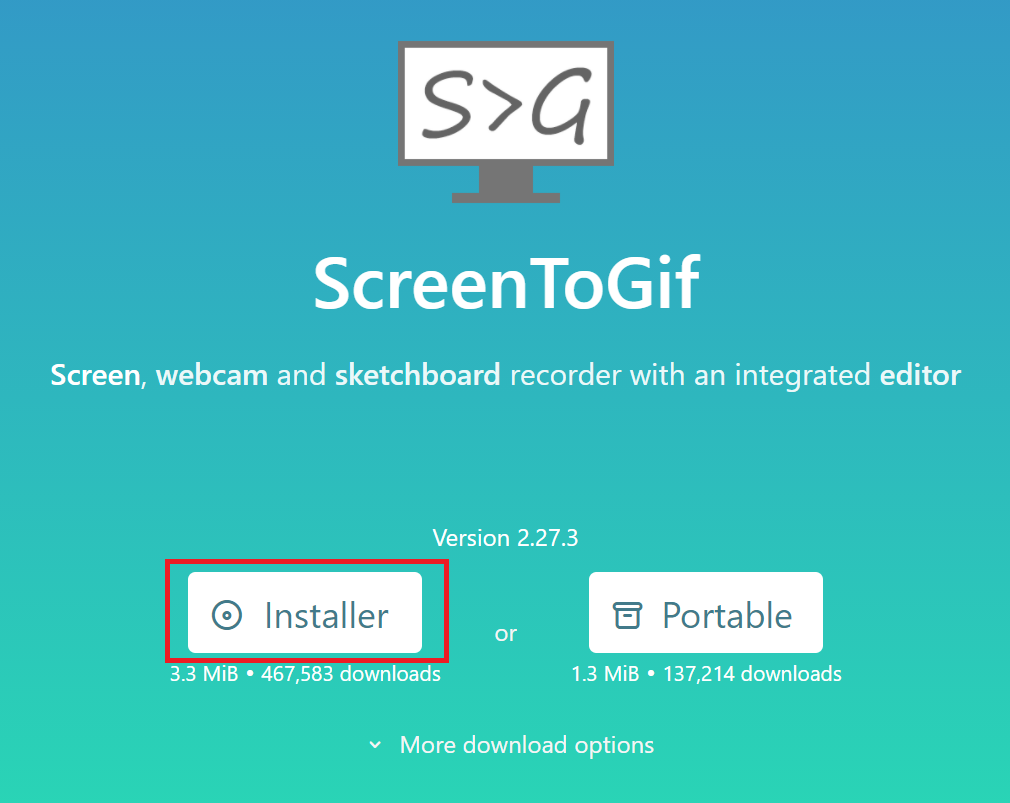 S>G
ScreenToGif
Screen, webcam and sketchboard recorder with an integrated editor
Version 2.27.3
Installer
or
Portable
3.3 MiB • 467,583 downloads
1.3 MiB • 137,214 downloads
More download options